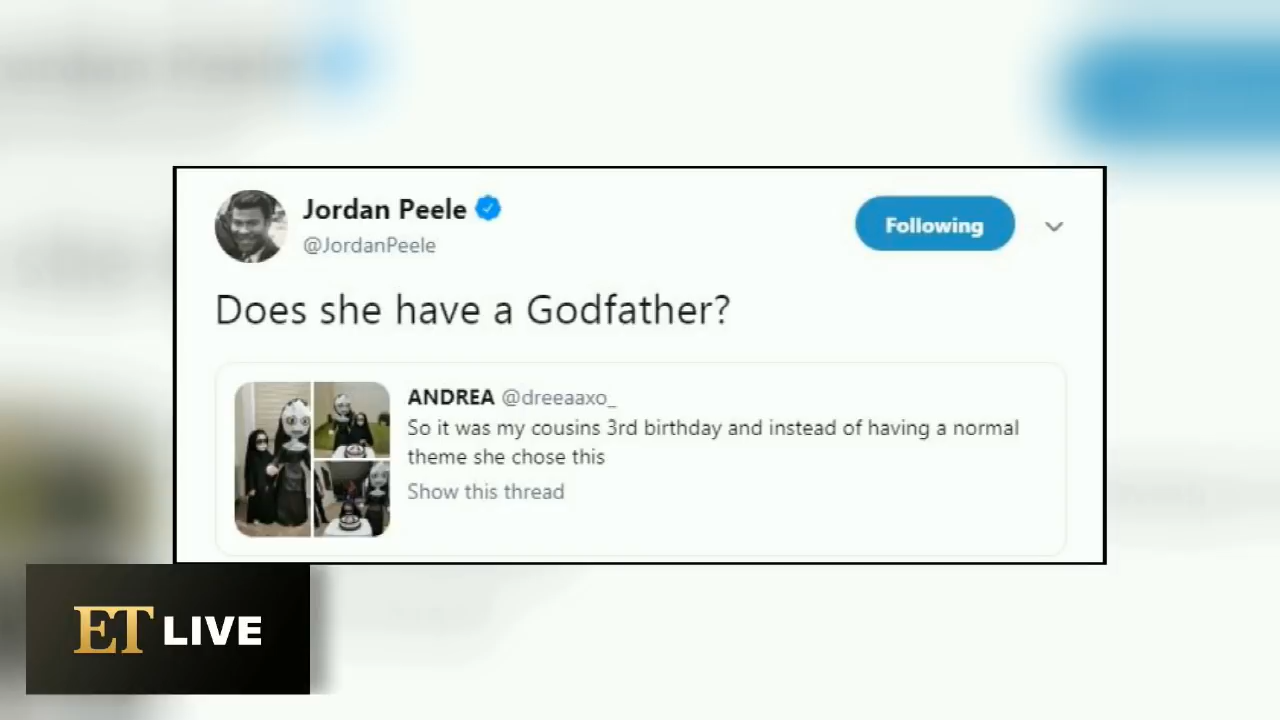 Jordan Peele
@JordanPeele
Following
Does she have a Godfather?
ANDREA @dreeaaxo_
So it was my cousins 3rd birthday and instead of having a normal
theme she chose this
Show this thread
ET LIVE